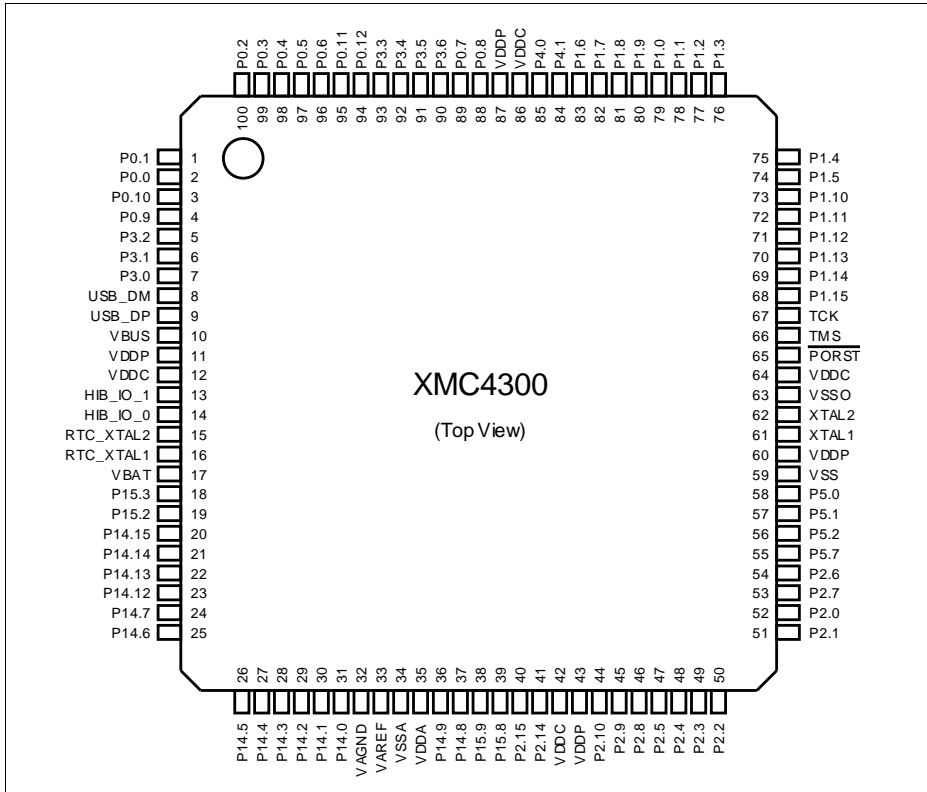 P0.2 P0.3 P0.4 P0.5 P0.6 P0.11 P0.12 P3.3 P3.4 P3.5 P3.6 P0.7 P0.8 VDDP VDDC P4.0 P4.1 P1.6 P1.7 P1.8 P1.9 P1.0 P1.1 P1.2 P1.3
100 99 98 97 96 95 94 93 92 91 90 89 88 87 86 85 84 83 82 81 80 79 78 77 76
P0.1 1
P0.0 2
P0.10 3
P0.9 4
P3.2 5
P3.1 6
P3.0 7
USB_DM 8
USB_DP 9
VBUS 10
VDDP 11
VDDC 12
HIB_IO_1 13
HIB_IO_0 14
RTC_XTAL2 15
RTC_XTAL1 16
VBAT 17
P15.3 18
P15.2 19
P14.15 20
P14.14 21
P14.13 22
P14.12 23
P14.7 24
P14.6 25
XMC4300
(Top View)
75 P1.4
74 P1.5
73 P1.10
72 P1.11
71 P1.12
70 P1.13
69 P1.14
68 P1.15
67 TCK
66 TMS
65 PORST
64 VDDC
63 VSSO
62 XTAL2
61 XTAL1
60 VDDP
59 VSS
58 P5.0
57 P5.1
56 P5.2
55 P5.7
54 P2.6
53 P2.7
52 P2.0
51 P2.1
26 27 28 29 30 31 32 33 34 35 36 37 38 39 40 41 42 43 44 45 46 47 48 49 50
P14.5 P14.4 P14.3 P14.2 P14.1 P14.0 VAGND VAREF VSSA VDDA P14.9 P14.8 P15.9 P15.8 P2.15 P2.14 VDDC VDDP P2.10 P2.9 P2.8 P2.5 P2.4 P2.3 P2.2